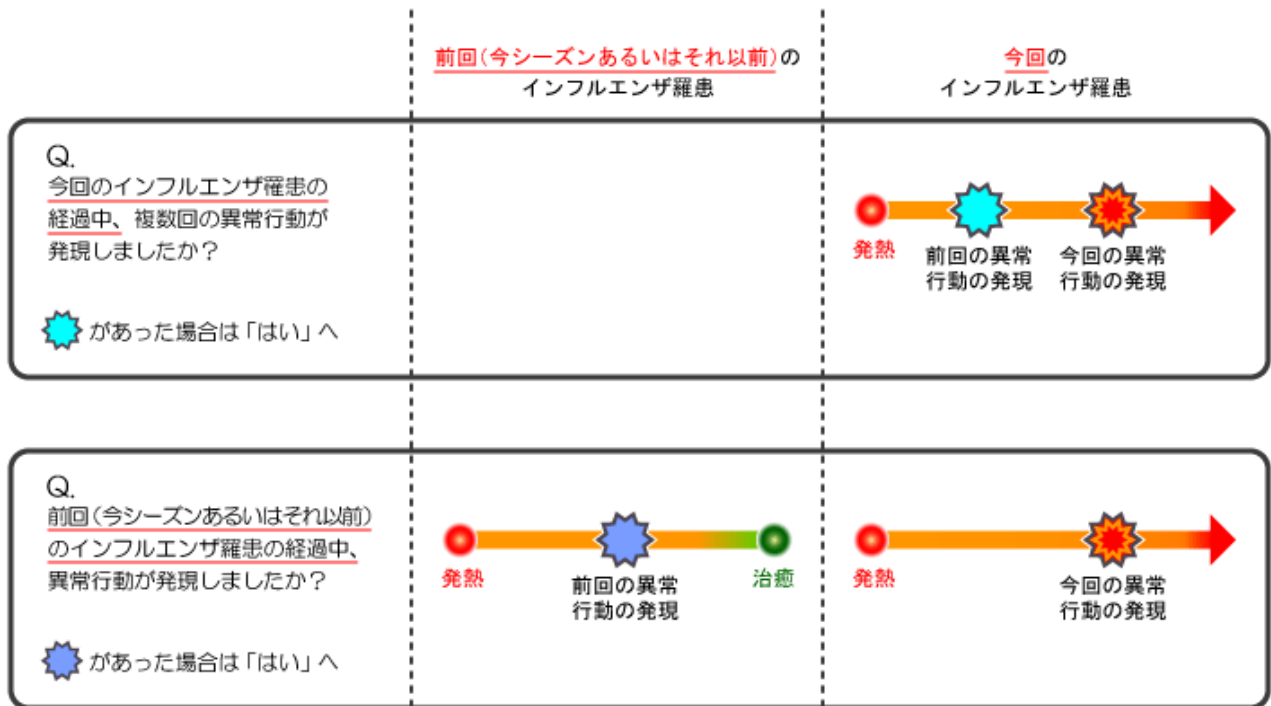 前回(今シーズンあるいはそれ以前)の
インフルエンザ羅患
今回の
インフルエンザ羅患
Q.
今回のインフルエンザ罹患の
経過中、複数回の異常行動が
発現しましたか?
があった場合は「はい」へ
発熱
前回の異常
行動の発現
今回の異常
行動の発現
Q.
前回(今シーズンあるいはそれ以前)
のインフルエンザ罹患の経過中、
異常行動が発現しましたか?
があった場合は「はい」へ
発熱
前回の異常
行動の発現
治癒
発熱
今回の異常
行動の発現